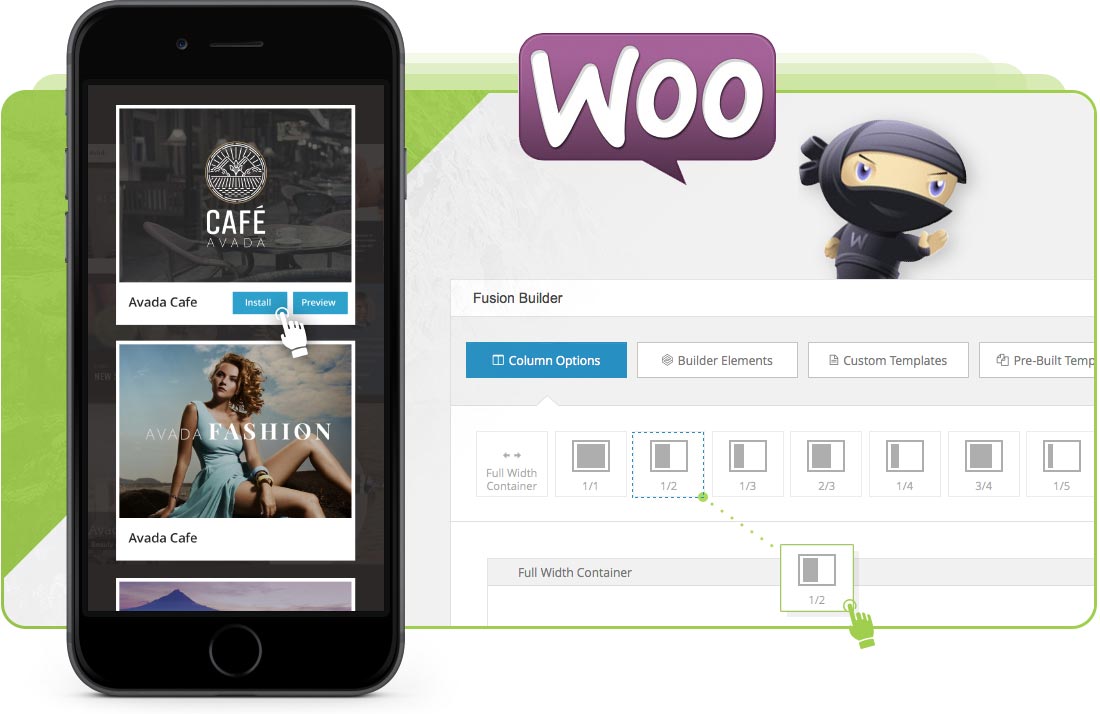 WOO
CAFÉ
AVADA
Avada Cafe
Install
Preview
AVADA FASHION
Avada Cafe
W
Fusion Builder
Column Options
Builder Elements
Custom Templates
Pre-Built Temp
Full Width
Container
1/1
1/2
1/3
2/3
1/4
3/4
1/5
Full Width Container
1/2